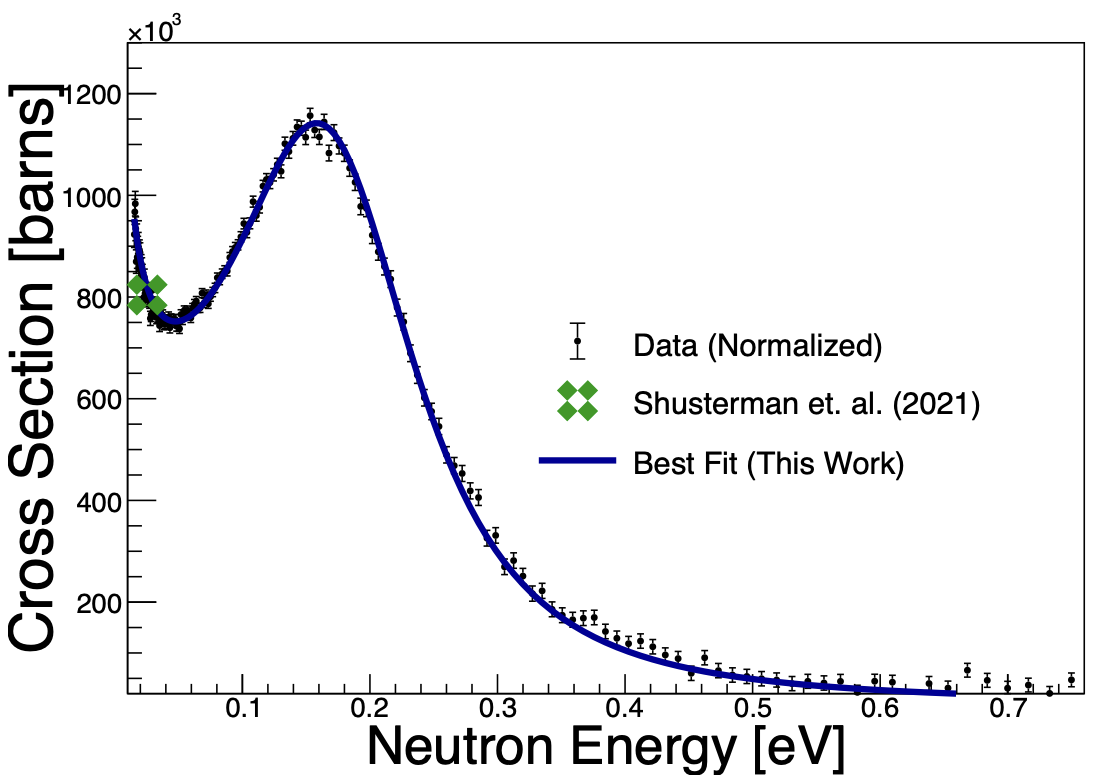 ×10³
1200
1000
800
600
400
200
Cross Section [barns]
Data (Normalized)
Shusterman et. al. (2021)
Best Fit (This Work)
0.1 0.2 0.3 0.4 0.5 0.6 0.7
Neutron Energy [eV]